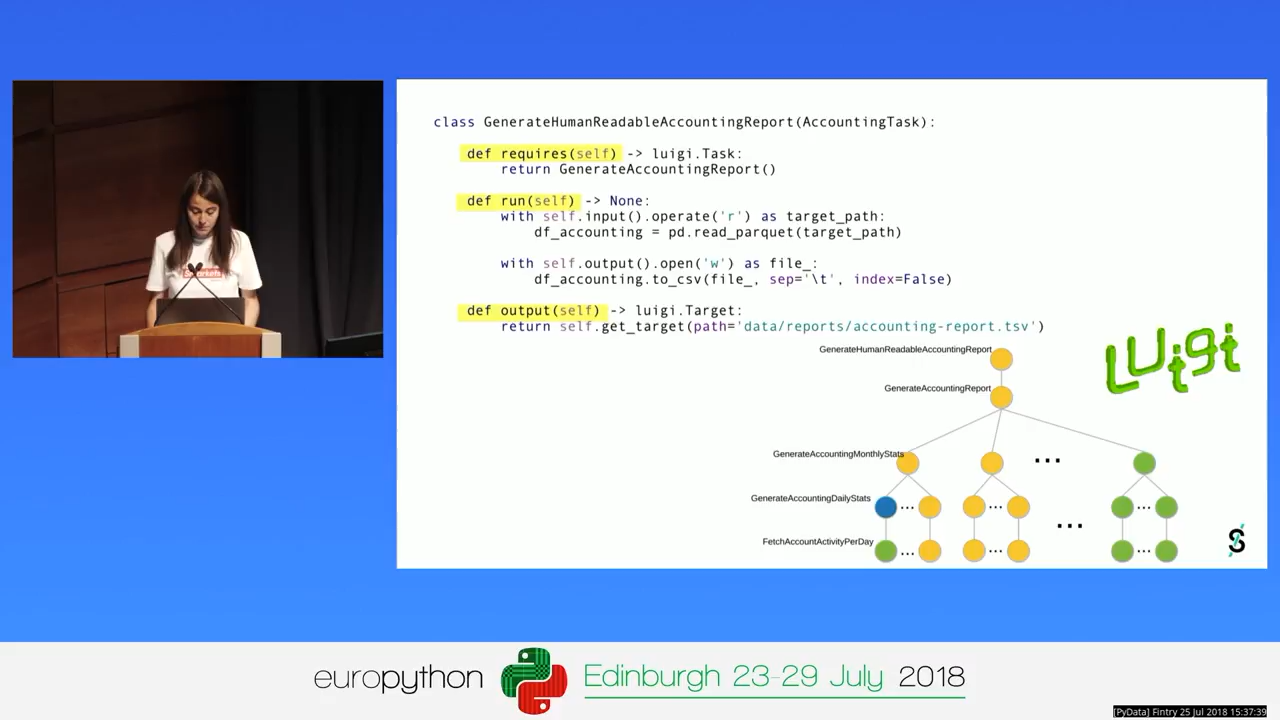 class GenerateHumanReadableAccountingReport(AccountingTask):
def requires(self) -> luigi.Task:
return GenerateAccountingReport()
def run(self) -> None:
with self.input().operate('r') as target_path:
df_accounting = pd.read_parquet(target_path)
with self.output().open('w') as file_:
df_accounting.to_csv(file_, sep='\t', index=False)
def output(self) -> luigi.Target:
return self.get_target(path='data/reports/accounting-report.tsv')
GenerateHumanReadableAccountingReport
GenerateAccountingReport
Luigi
GenerateAccountingMonthlyStats
...
GenerateAccountingDailyStats
... ... ...
...
FetchAccountActivityPerDay
... ... ...
S
europython Edinburgh 23-29 July 2018
[PyData] Fintry 25 Jul 2018 15:37:39